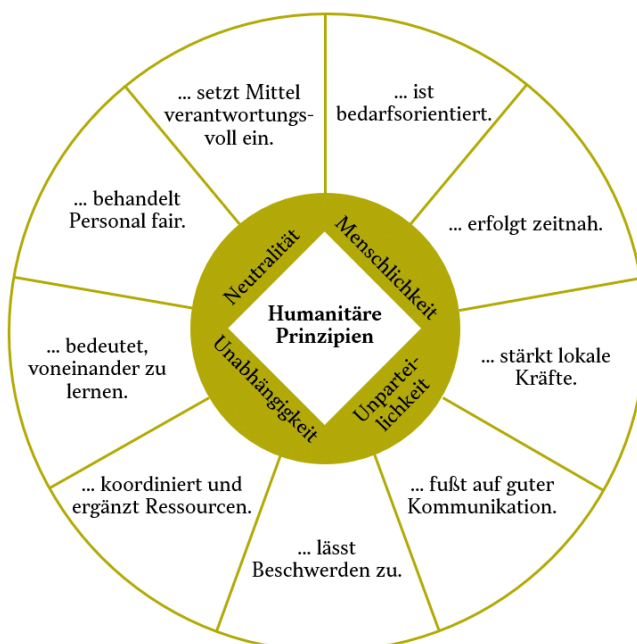 ... setzt Mittel
verantwortungs-
voll ein.
... ist
bedarfsorientiert.
... behandelt
Personal fair.
... erfolgt zeitnah.
Neutralität
Menschlichkeit
Humanitäre
Prinzipien
Unabhängigkeit
Unpartei-
lichkeit
... bedeutet,
voneinander zu
lernen.
... stärkt lokale
Kräfte.
... koordiniert und
ergänzt Ressourcen.
... fußt auf guter
Kommunikation.
... lässt
Beschwerden zu.